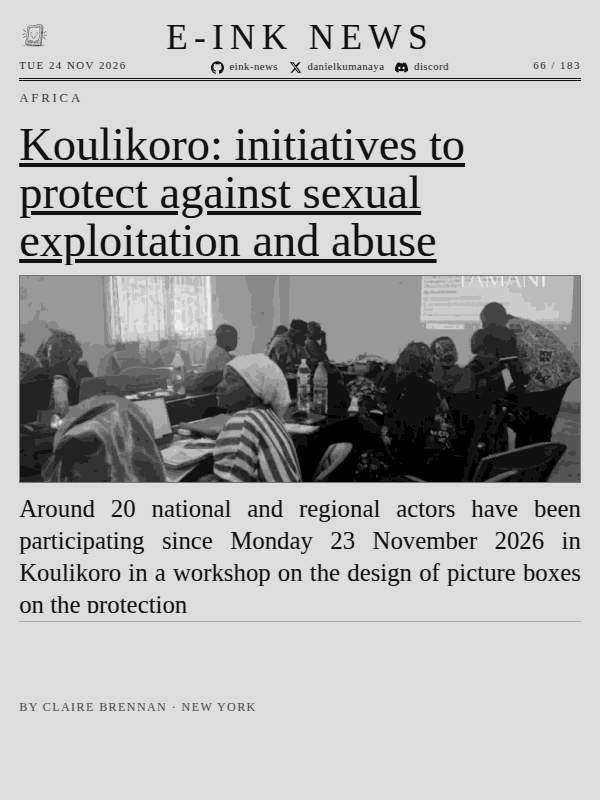 E-INK NEWS
TUE 24 NOV 2026
eink-news danielkumanaya discord
66 / 183
AFRICA
Koulikoro: initiatives to
protect against sexual
exploitation and abuse
TAMANI
Around 20 national and regional actors have been
participating since Monday 23 November 2026 in
Koulikoro in a workshop on the design of picture boxes
on the protection
BY CLAIRE BRENNAN · NEW YORK